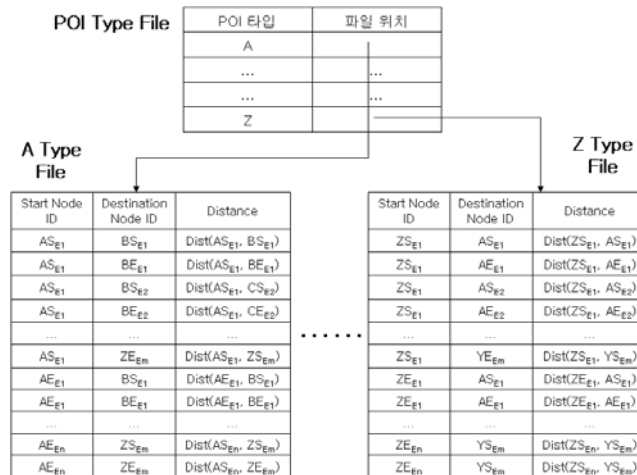 POI Type File
POI 타입 파일 위치
A
... ...
... ...
Z
A Type File
Start Node ID Destination Node ID Distance
AS_E1 BS_E1 Dist(AS_E1, BS_E1)
AS_E1 BE_E1 Dist(AS_E1, BE_E1)
AS_E1 BS_E2 Dist(AS_E1, CS_E2)
AS_E1 BE_E2 Dist(AS_E1, CE_E2)
... ... ...
AS_E1 ZE_Em Dist(AS_E1, ZS_Em)
AE_E1 BS_E1 Dist(AE_E1, BS_E1)
AE_E1 BE_E1 Dist(AE_E1, BE_E1)
... ... ...
AE_En ZS_Em Dist(AS_En, ZS_Em)
AE_En ZE_Em Dist(AS_En, ZE_Em)
......
Z Type File
Start Node ID Destination Node ID Distance
ZS_E1 AS_E1 Dist(ZS_E1, AS_E1)
ZS_E1 AE_E1 Dist(ZS_E1, AE_E1)
ZS_E1 AS_E2 Dist(ZS_E1, AS_E2)
ZS_E1 AE_E2 Dist(ZS_E1, AE_E2)
... ... ...
ZS_E1 YE_Em Dist(ZS_E1, YS_Em)
ZE_E1 AS_E1 Dist(ZE_E1, AS_E1)
ZE_E1 AE_E1 Dist(ZE_E1, AE_E1)
... ... ...
ZE_En YS_Em Dist(ZS_En, YS_Em)
ZE_En YS_Em Dist(ZS_En, YS_Em)